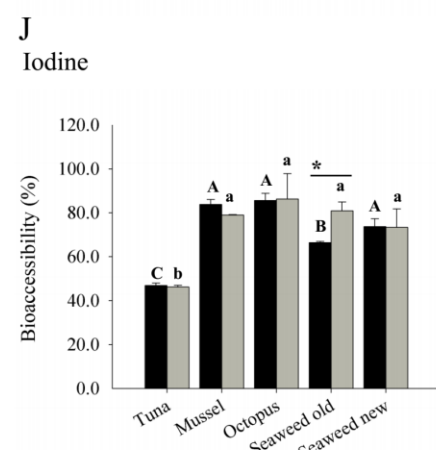 J
Iodine
Bioaccessibility (%)
120.0
100.0
80.0
60.0
40.0
20.0
0.0
C b
A a
A a
*
B a
A a
Tuna
Mussel
Octopus
Seaweed old
Seaweed new